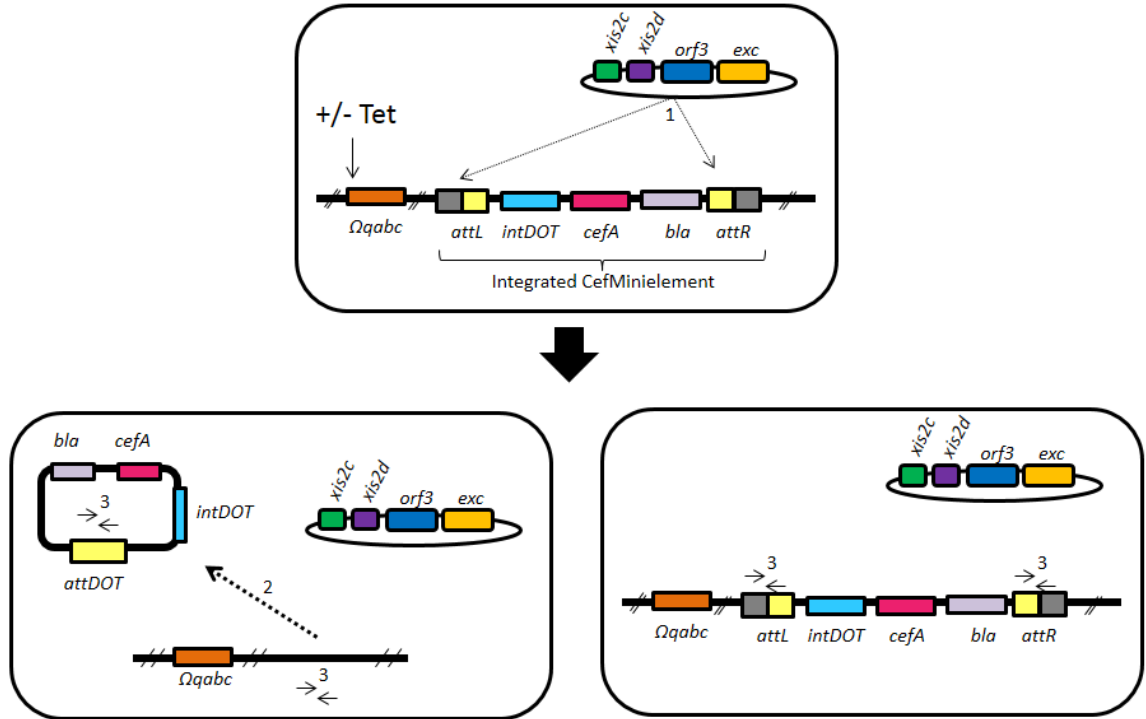 xis2c xis2d orf3 exc
1
+/- Tet
Ωqabc attL intDOT cefA bla attR
Integrated CefMinielement
bla cefA
3
intDOT
attDOT
xis2c xis2d orf3 exc
2
Ωqabc
3
xis2c xis2d orf3 exc
3 3
Ωqabc attL intDOT cefA bla attR